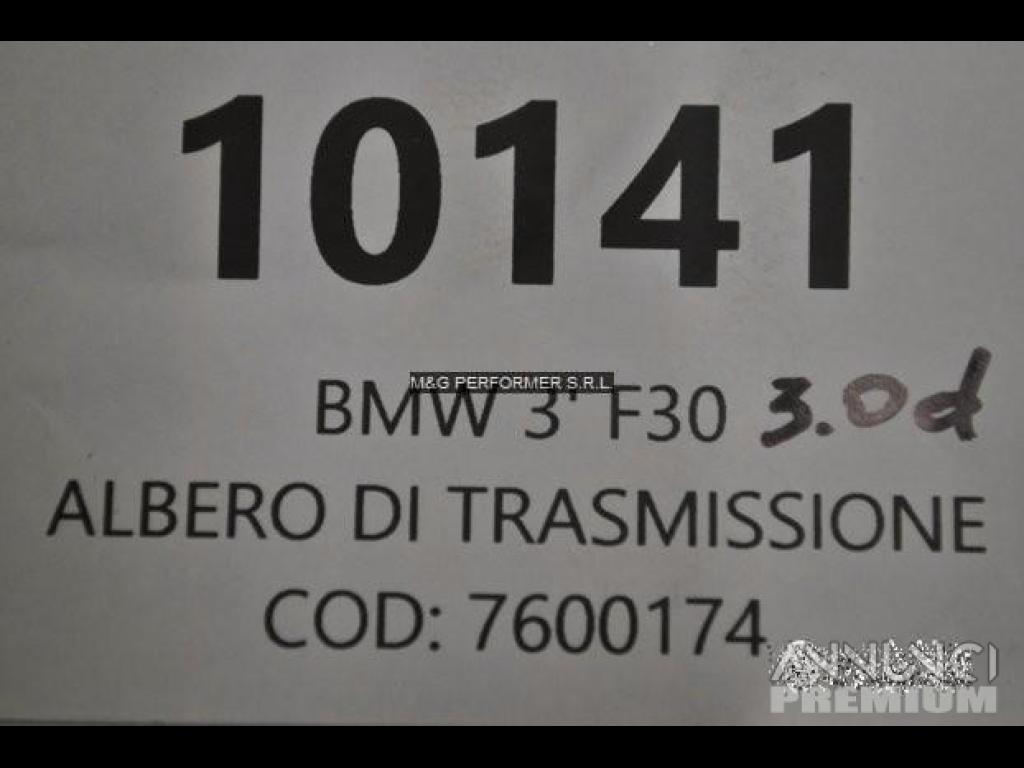 10141
M&G PERFORMER S.R.L.
BMW 3' F30 3.0d
ALBERO DI TRASMISSIONE
COD: 7600174
ANNUNCI
PREMIUM